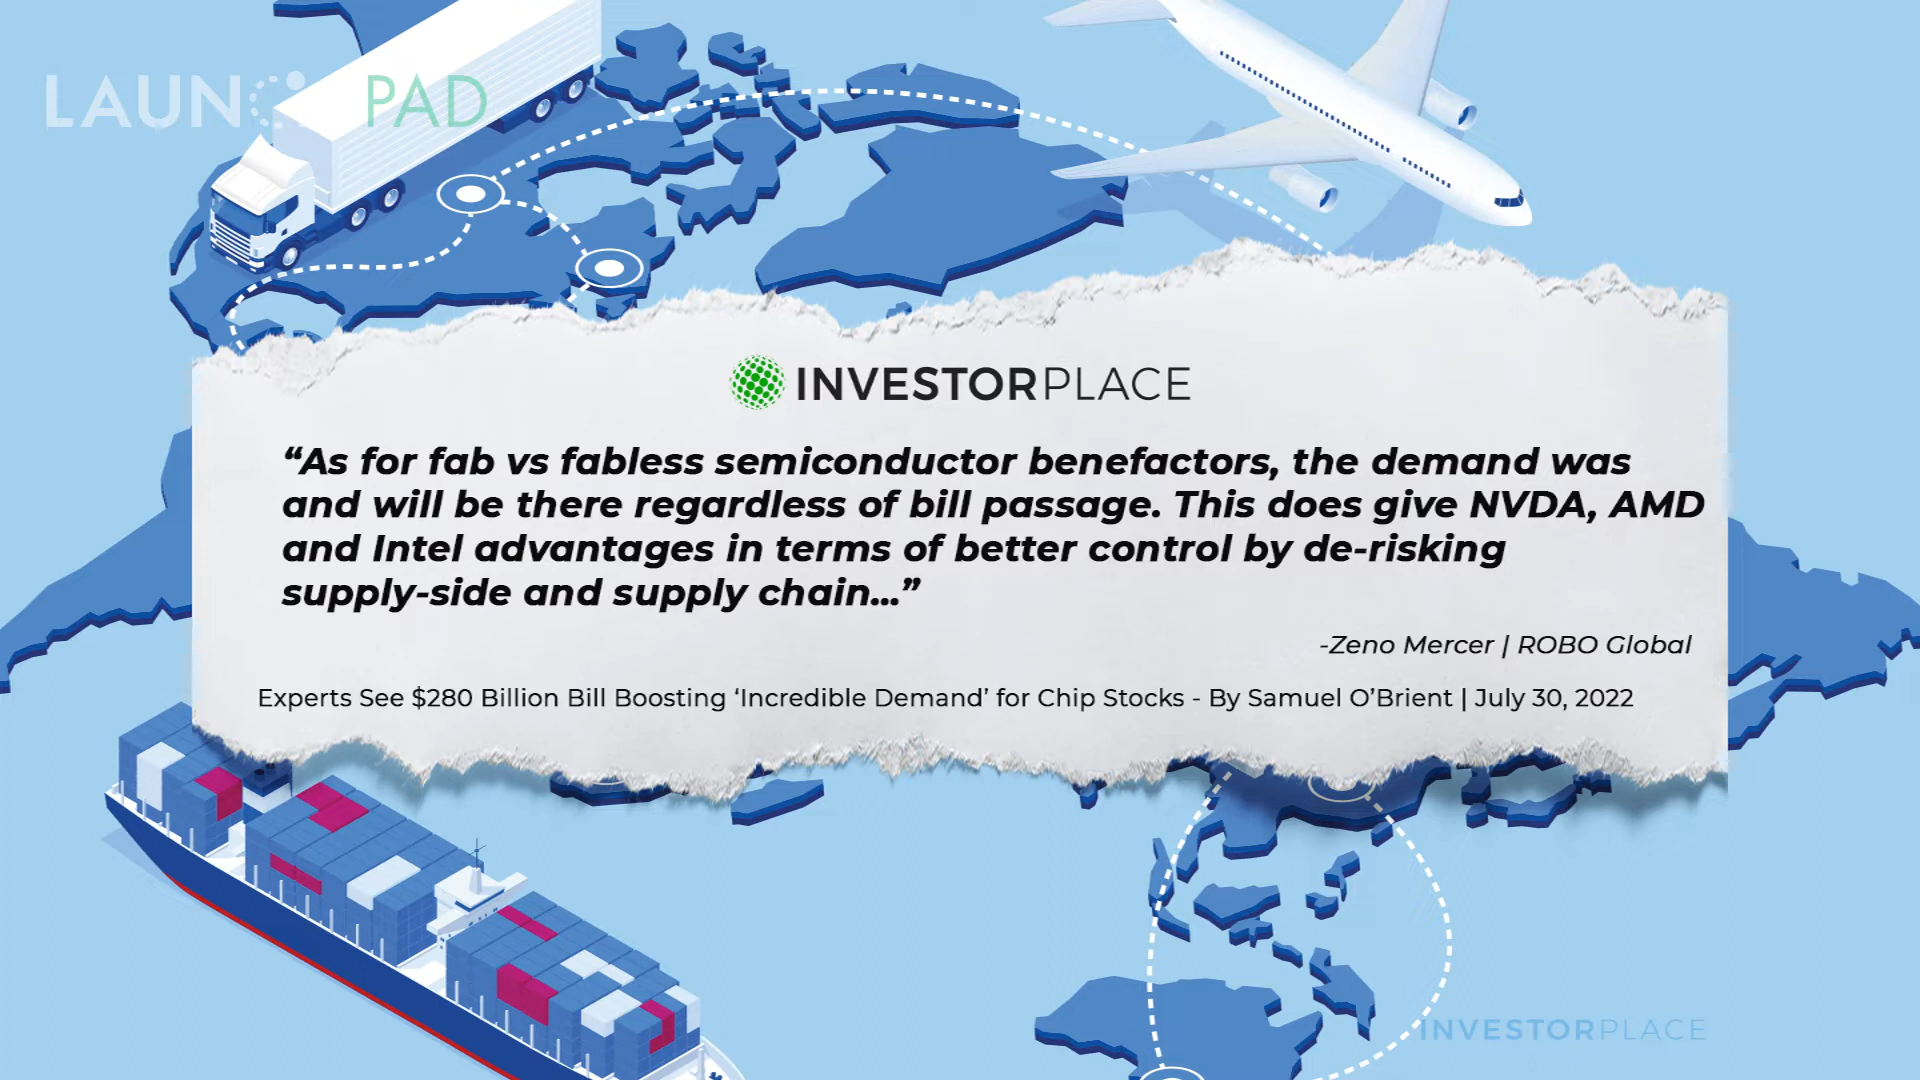 LAUN PAD
INVESTORPLACE
“As for fab vs fabless semiconductor benefactors, the demand was
and will be there regardless of bill passage. This does give NVDA, AMD
and Intel advantages in terms of better control by de-risking
supply-side and supply chain...”
-Zeno Mercer | ROBO Global
Experts See $280 Billion Bill Boosting ‘Incredible Demand’ for Chip Stocks - By Samuel O’Brient | July 30, 2022
INVESTORPLACE